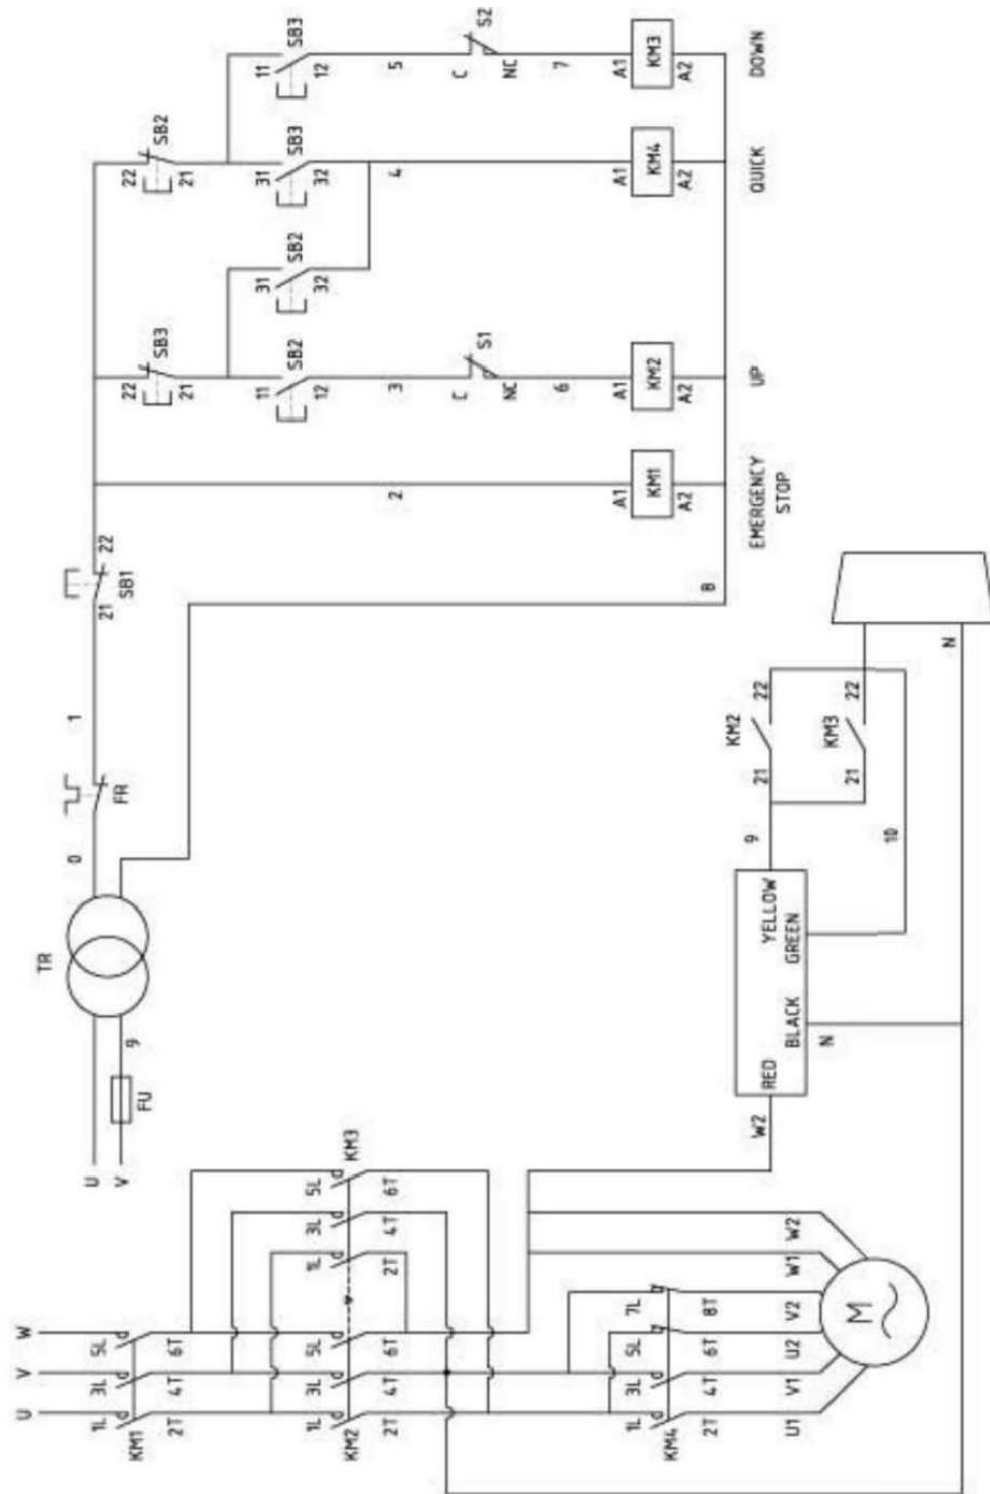 U V W
TR
0 1
U
1L 3L 5L
21 22
V
FR
SB1
22 22
KM1
9
FU
SB3 SB2
2T 4T 6T
21 21
11 31 31 11
SB2 SB2 SB3 SB3
12 32 32 12
1L 3L 5L 1L 3L 5L
KM2 KM3
2T 4T 6T 2T 4T 6T
2 3 4 5
C C
S1 S2
NC NC
6 7
A1 A1 A1 A1
1L 3L 5L 7L
KM1 KM2 KM4 KM3
KM4
A2 A2 A2 A2
8
2T 4T 6T 8T
KM2
EMERGENCY UP QUICK DOWN
STOP
W2 9 21 22
RED YELLOW
U1 V1 U2 V2 W1 W2
BLACK GREEN
KM3
N
21 22
M
10
N